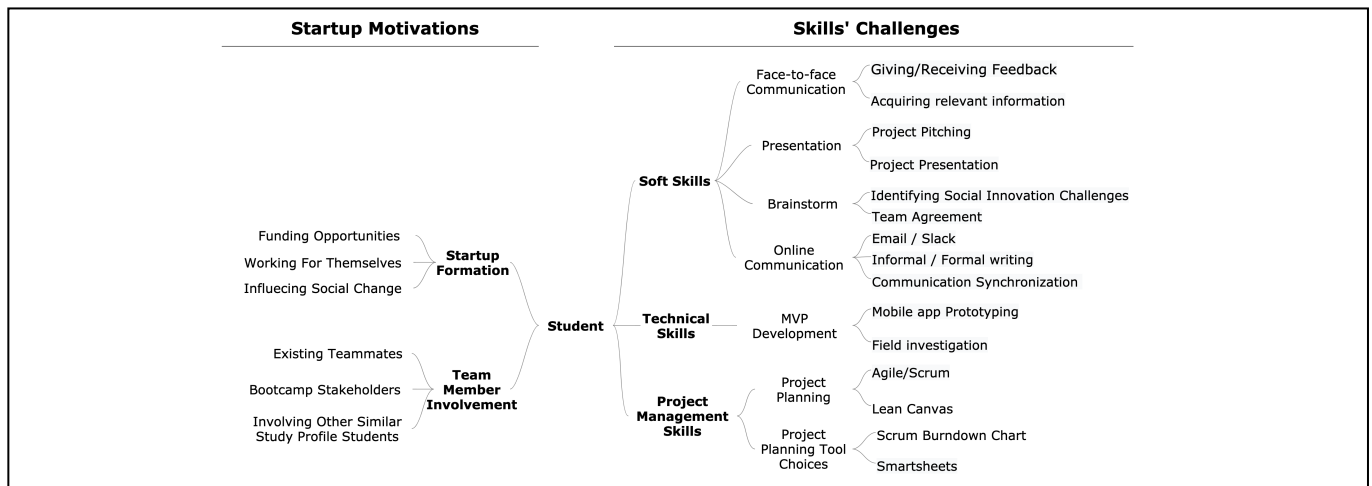 Startup Motivations
Skills' Challenges
Funding Opportunities
Working For Themselves
Influecing Social Change
Startup
Formation
Existing Teammates
Bootcamp Stakeholders
Involving Other Similar
Study Profile Students
Team
Member
Involvement
Student
Soft Skills
Face-to-face
Communication
Giving/Receiving Feedback
Acquiring relevant information
Presentation
Project Pitching
Project Presentation
Brainstorm
Identifying Social Innovation Challenges
Team Agreement
Online
Communication
Email / Slack
Informal / Formal writing
Communication Synchronization
Technical
Skills
MVP
Development
Mobile app Prototyping
Field investigation
Project
Management
Skills
Project
Planning
Agile/Scrum
Lean Canvas
Project
Planning Tool
Choices
Scrum Burndown Chart
Smartsheets